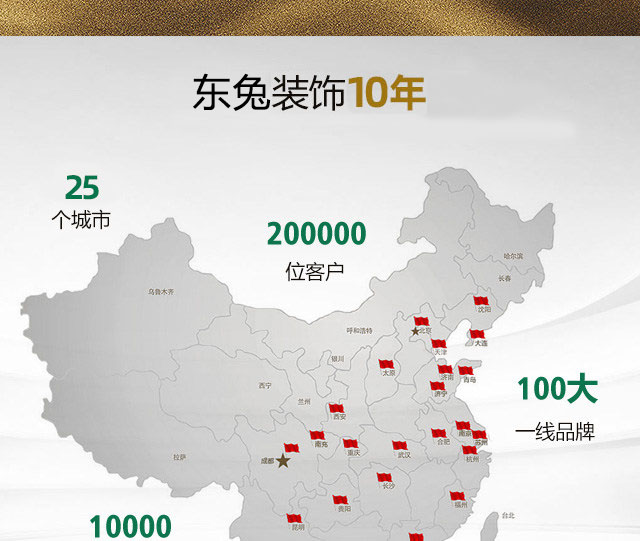 东兔装饰10年
25
个城市
200000
位客户
哈尔滨
长春
乌鲁木齐
沈阳
呼和浩特
北京
大连
天津
银川
太原
济南
青岛
西宁
济宁
兰州
西安
100大
一线品牌
南充
重庆
武汉
合肥
南京
苏州
杭州
拉萨
成都
长沙
贵阳
福州
10000
昆明
台北